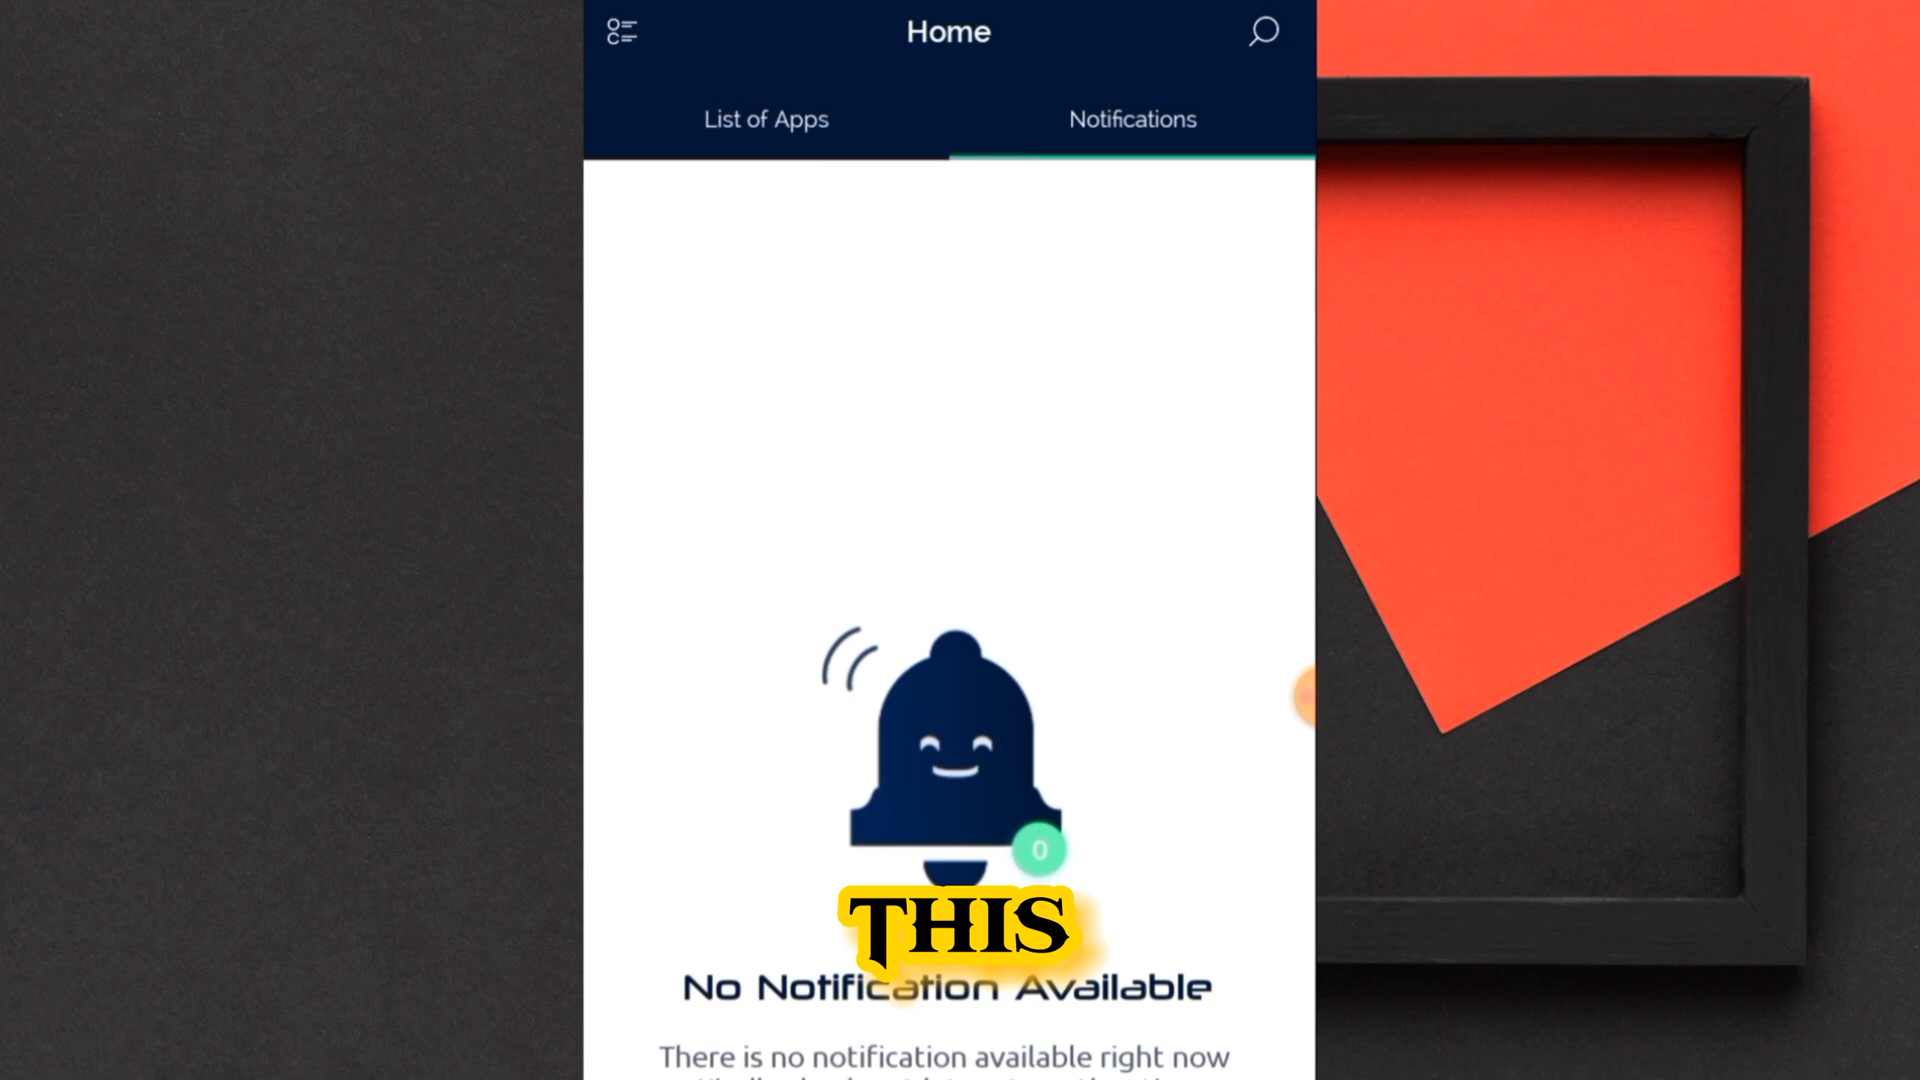 Home
List of Apps
Notifications
0
THIS
No Notification Available
There is no notification available right now